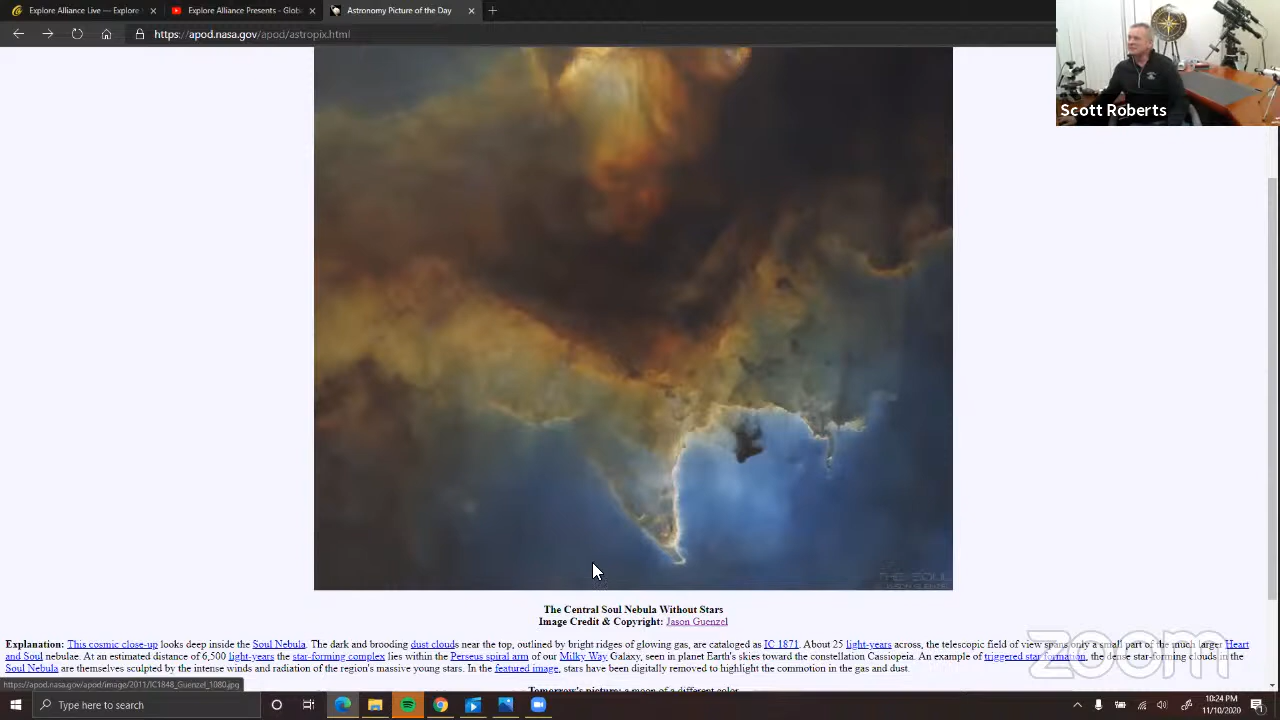 Explore Alliance Live — Explore
Explore Alliance Presents - Glob
Astronomy Picture of the Day
https://apod.nasa.gov/apod/astropix.html
Scott Roberts
THE SOUL
The Central Soul Nebula Without Stars
Image Credit & Copyright: Jason Guenzel
Explanation: This cosmic close-up looks deep inside the Soul Nebula. The dark and brooding dust clouds near the top, outlined by bright ridges of glowing gas, are cataloged as IC 1871. About 25 light-years across, the telescopic field of view spans only a small part of the much larger Heart
and Soul nebulae. At an estimated distance of 6,500 light-years the star-forming complex lies within the Perseus spiral arm of our Milky Way Galaxy, seen in planet Earth's skies toward the constellation Cassiopeia. An example of triggered star formation, the dense star-forming clouds in the
Soul Nebula are themselves sculpted by the intense winds and radiation of the region's massive young stars. In the featured image, stars have been digitally removed to highlight the commotion in the gas and dust.
zoom
https://apod.nasa.gov/apod/image/2011/IC1848_Guenzel_1080.jpg
Tomorrow's picture: a moon of a different color
Type here to search
10:24 PM
11/10/2020